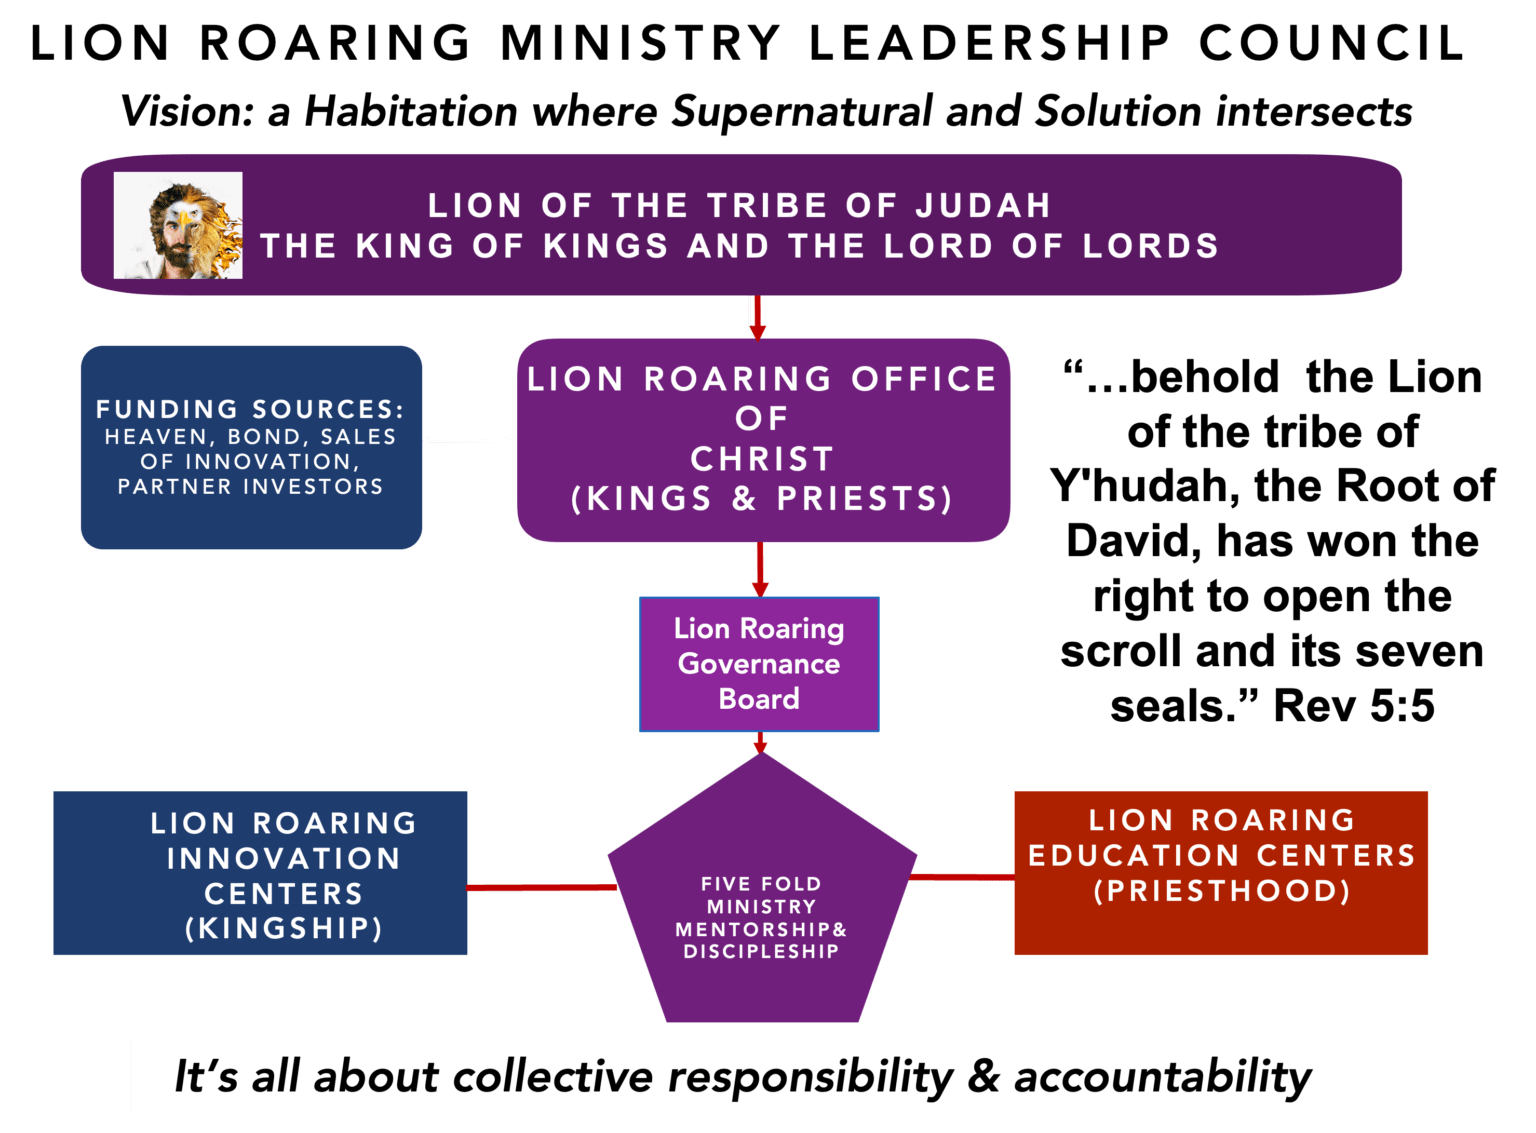 LION ROARING MINISTRY LEADERSHIP COUNCIL
Vision: a Habitation where Supernatural and Solution intersects
LION OF THE TRIBE OF JUDAH
THE KING OF KINGS AND THE LORD OF LORDS
FUNDING SOURCES:
HEAVEN, BOND, SALES
OF INNOVATION,
PARTNER INVESTORS
LION ROARING OFFICE
OF
CHRIST
(KINGS & PRIESTS)
“...behold  the Lion
of the tribe of
Y'hudah, the Root of
David, has won the
right to open the
scroll and its seven
seals.” Rev 5:5
Lion Roaring
Governance
Board
LION ROARING
INNOVATION
CENTERS
(KINGSHIP)
FIVE FOLD
MINISTRY
MENTORSHIP&
DISCIPLESHIP
LION ROARING
EDUCATION CENTERS
(PRIESTHOOD)
It’s all about collective responsibility & accountability